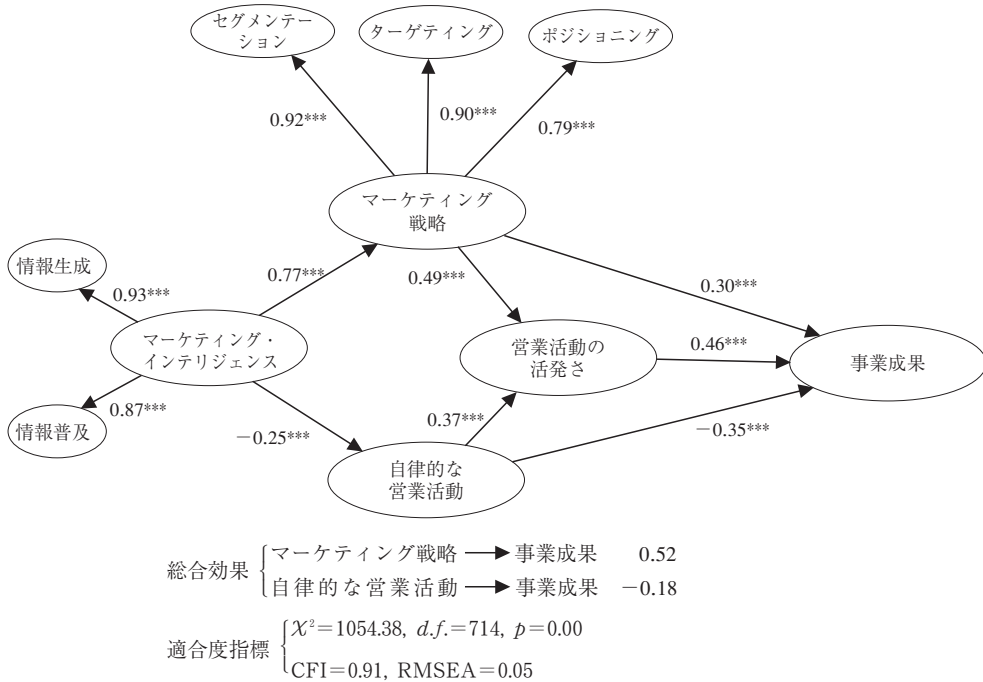 セグメンテー
ション
ターゲティング
ポジショニング
0.92***
0.90***
0.79***
マーケティング
戦略
情報生成
0.93***
0.77***
0.49***
0.30***
マーケティング・
インテリジェンス
営業活動の
活発さ
0.46***
事業成果
0.87***
情報普及
−0.25***
0.37***
−0.35***
自律的な
営業活動
総合効果
マーケティング戦略 → 事業成果 0.52
自律的な営業活動 → 事業成果 −0.18
適合度指標
χ²=1054.38, d.f.=714, p=0.00
CFI=0.91, RMSEA=0.05